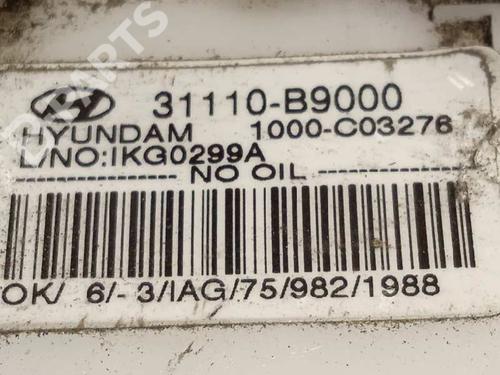 31110-B9000
HYUNDAM 1000-C03276
L/NO:IKG0299A
NO OIL
OK/ 6/-3/IAG/75/982/1988